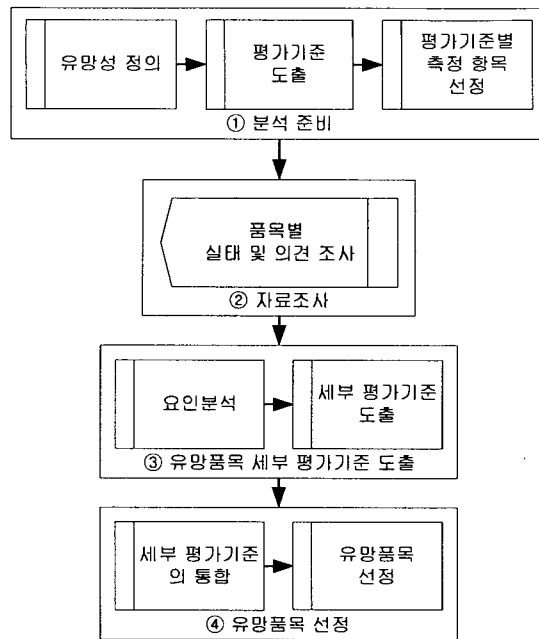 유망성 정의
평가기준
도출
평가기준별
측정 항목
선정
① 분석 준비
품목별
실태 및 의견 조사
② 자료조사
요인분석
세부 평가기준
도출
③ 유망품목 세부 평가기준 도출
세부 평가기준
의 통합
유망품목
선정
④ 유망품목 선정